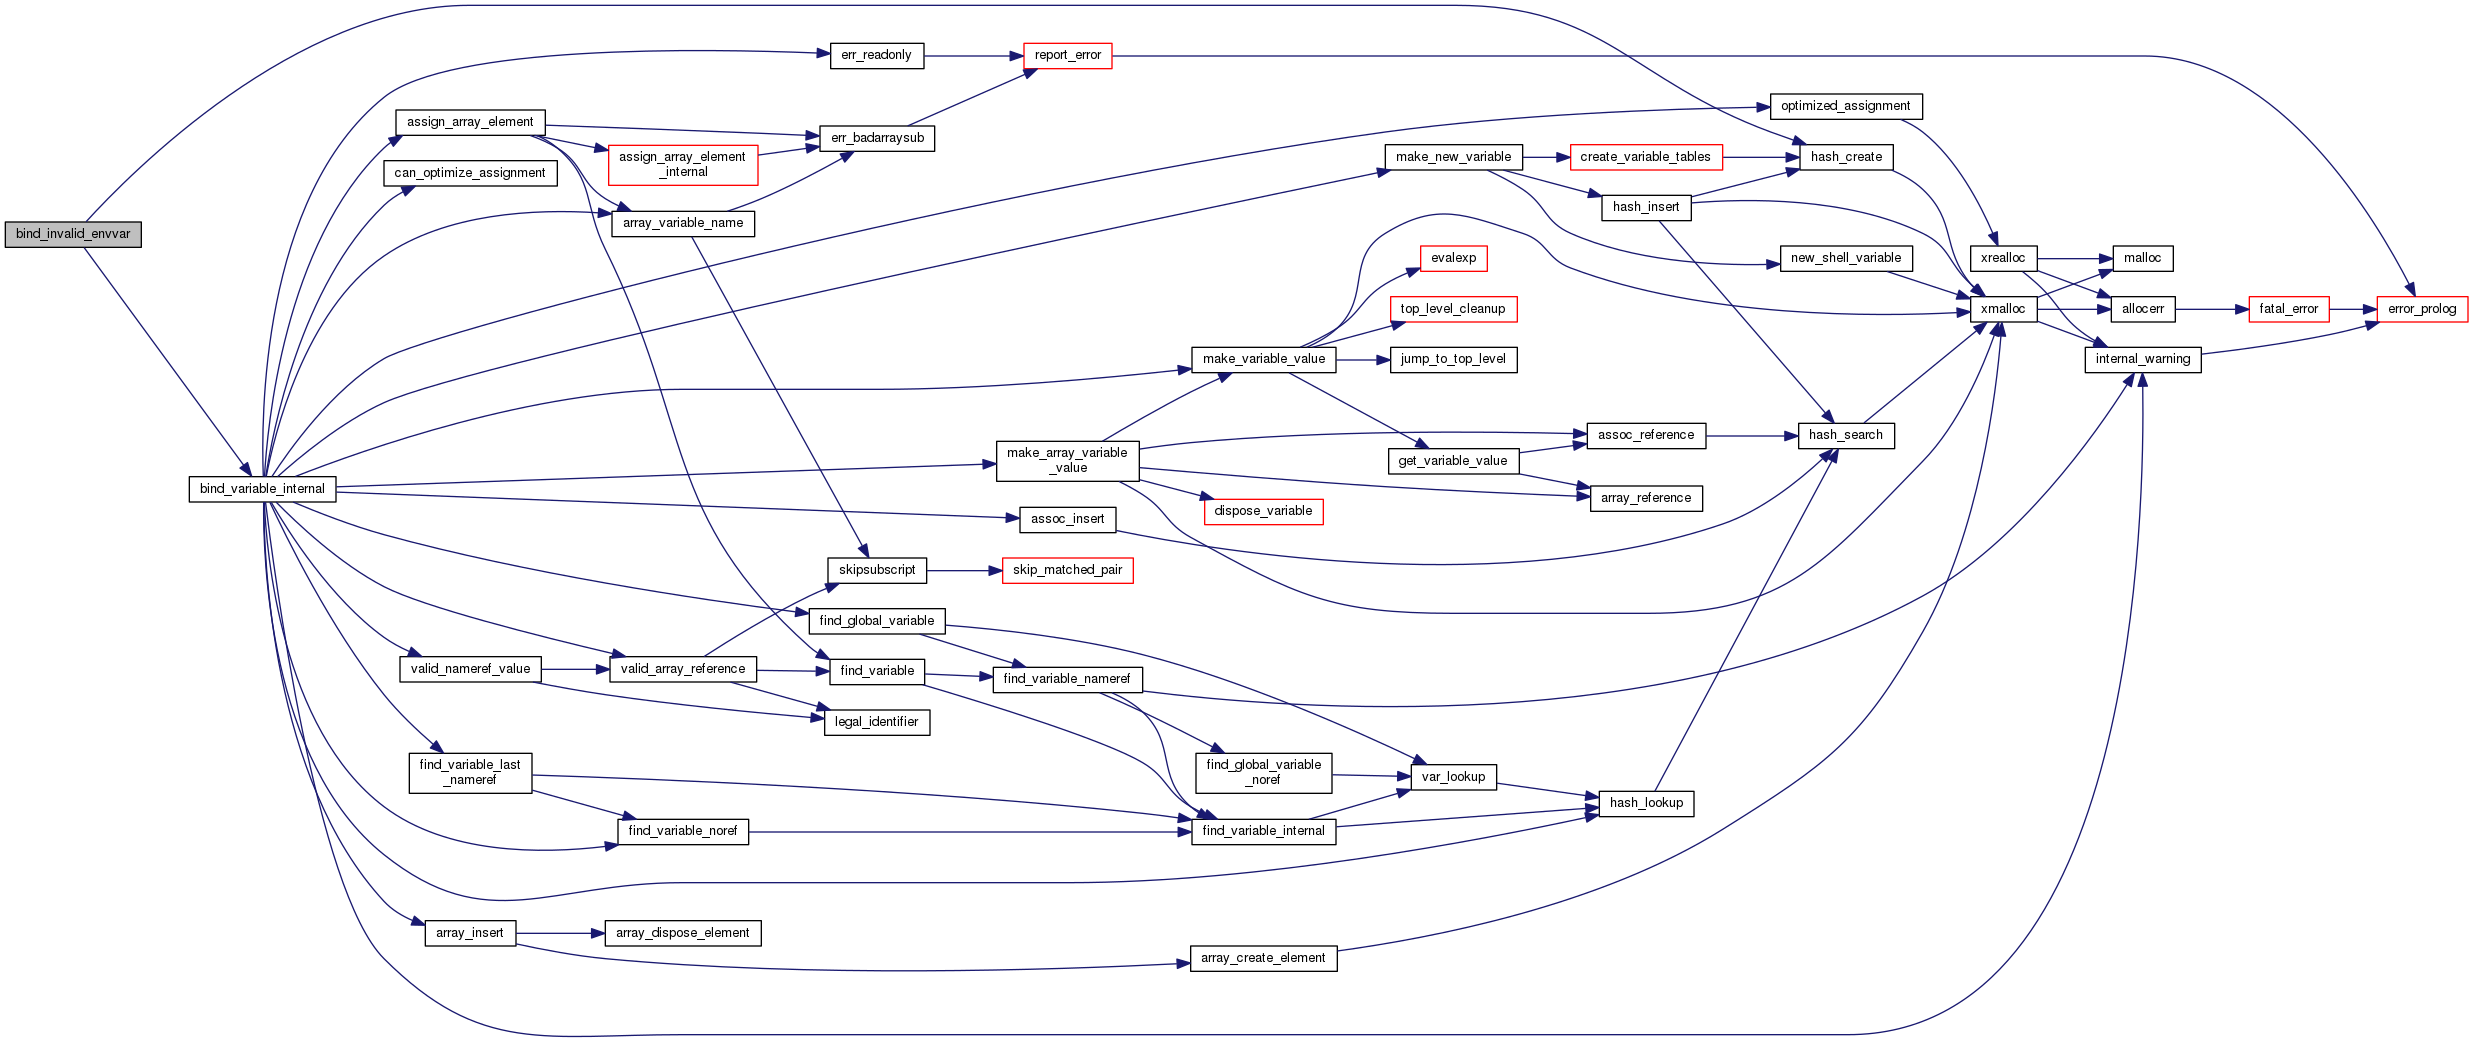 bind_invalid_envvar
bind_variable_internal
err_readonly
report_error
assign_array_element
err_badarraysub
assign_array_element
_internal
can_optimize_assignment
array_variable_name
optimized_assignment
make_new_variable
create_variable_tables
hash_create
hash_insert
new_shell_variable
evalexp
top_level_cleanup
make_variable_value
jump_to_top_level
xrealloc
malloc
xmalloc
allocerr
fatal_error
error_prolog
internal_warning
make_array_variable
_value
get_variable_value
assoc_reference
hash_search
array_reference
dispose_variable
assoc_insert
skipsubscript
skip_matched_pair
find_global_variable
valid_nameref_value
valid_array_reference
find_variable
find_variable_nameref
legal_identifier
find_variable_last
_nameref
find_global_variable
_noref
var_lookup
hash_lookup
find_variable_noref
find_variable_internal
array_insert
array_dispose_element
array_create_element